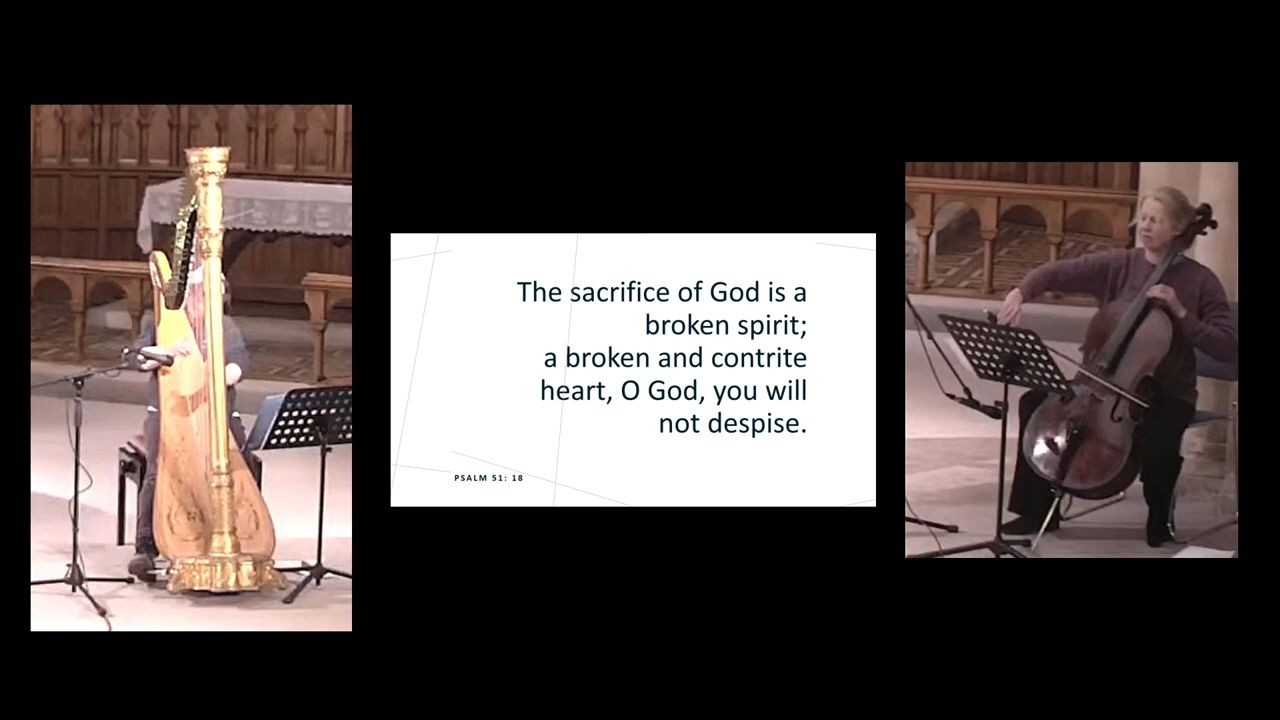 The sacrifice of God is a
broken spirit;
a broken and contrite
heart, O God, you will
not despise.
PSALM 51: 18